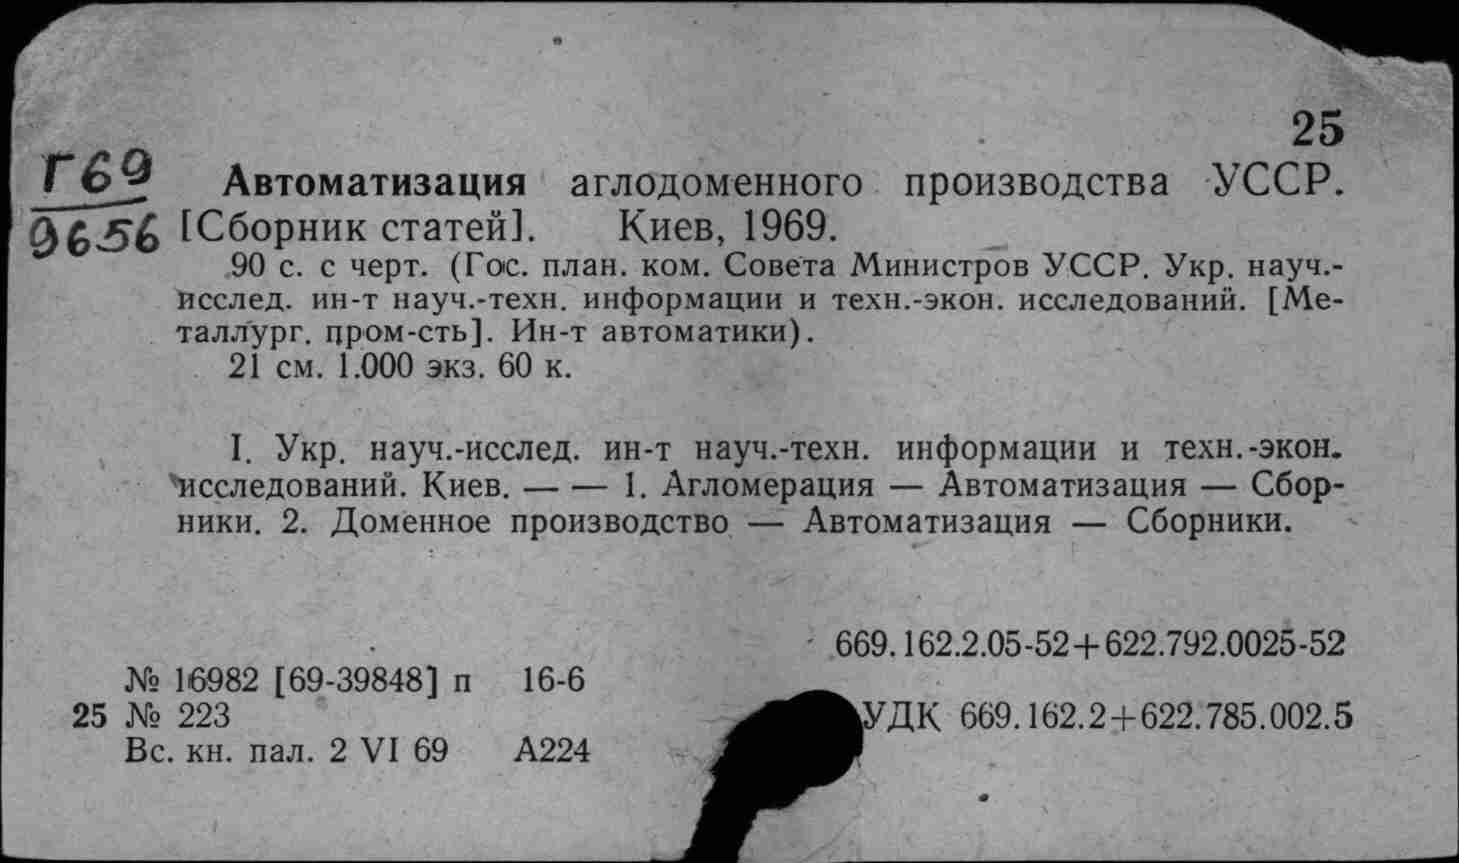 25
Г69
9656
Автоматизация аглодоменного производства УССР.
[Сборник статей]. Киев, 1969.
90 с. с черт. (Гос. план. ком. Совета Министров УССР. Укр. науч.-
исслед. ин-т науч.-техн. информации и техн.-экон. исследований. [Ме-
таллург. пром-сть]. Ин-т автоматики).
21 см. 1.000 экз. 60 к.
I. Укр. науч.-исслед. ин-т науч.-техн. информации и техн.-экон.
исследований. Киев. — — 1. Агломерация — Автоматизация — Сбор-
ники. 2. Доменное производство — Автоматизация — Сборники.
669.162.2.05-52+622.792.0025-52
№ 16982 [69-39848] п 16-6
25 № 223
УДК 669.162.2+622.785.002.5
Вс. кн. пал. 2 VI 69 А224